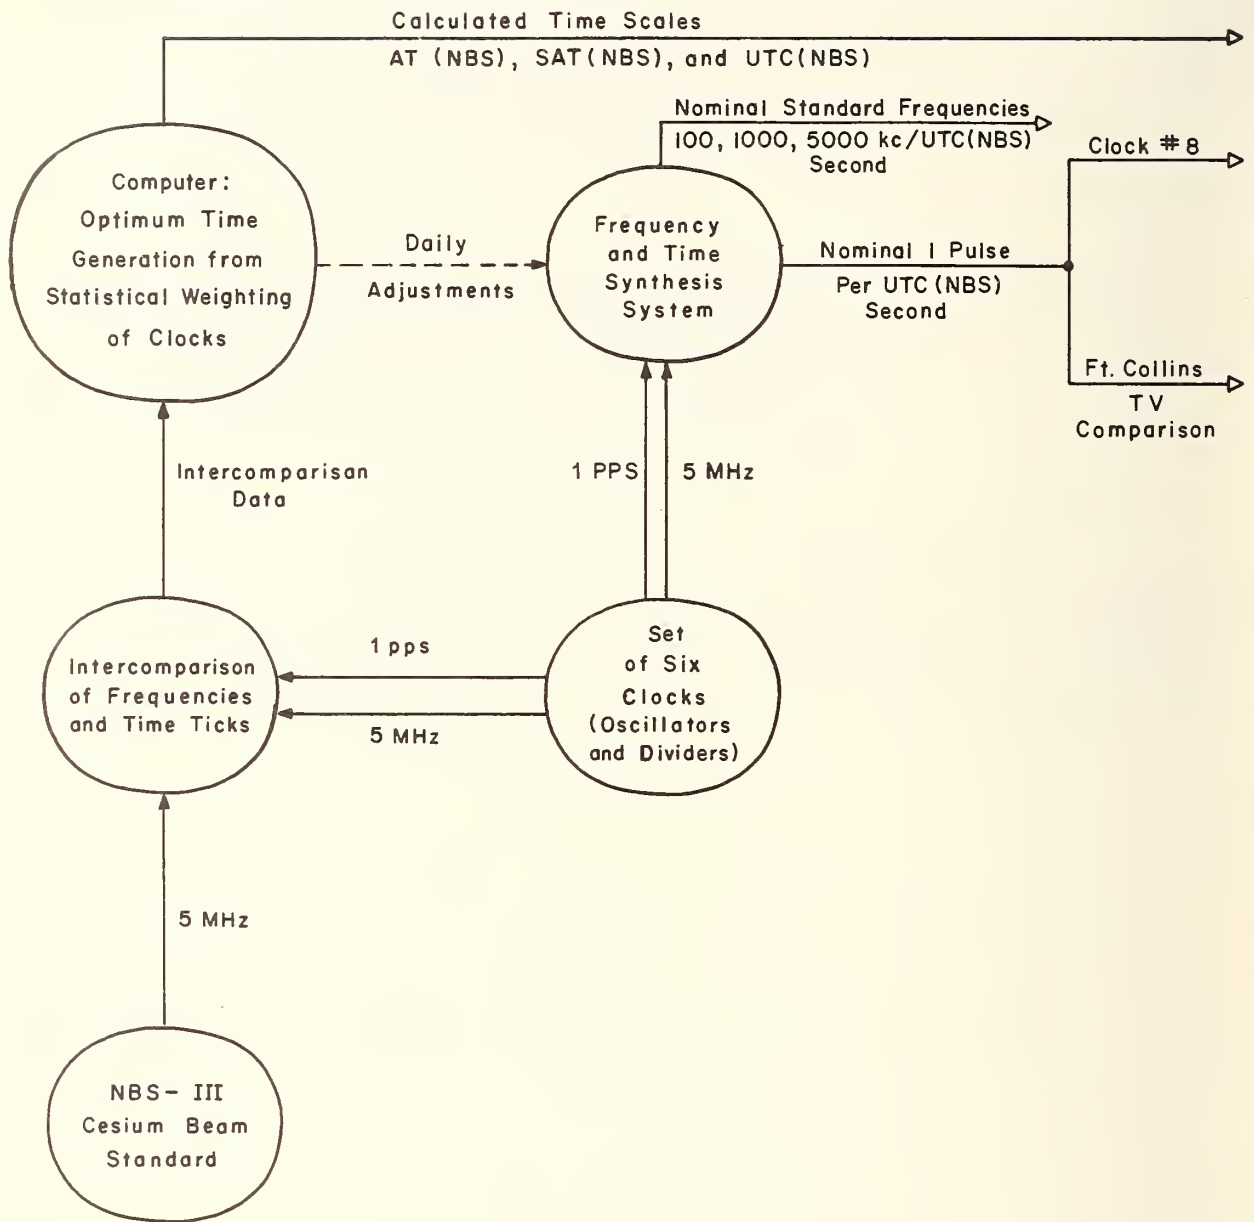 Calculated Time Scales
AT (NBS), SAT(NBS), and UTC(NBS)
Nominal Standard Frequencies
100, 1000, 5000 kc/UTC(NBS)
Second
Clock #8
Computer:
Optimum Time
Generation from
Statistical Weighting
of Clocks
Daily
Adjustments
Frequency
and Time
Synthesis
System
Nominal 1 Pulse
Per UTC (NBS)
Second
Ft. Collins
TV
Comparison
Intercomparisan
Data
1 PPS
5 MHz
Intercomparison
of Frequencies
and Time Ticks
1 pps
5 MHz
Set
of Six
Clocks
(Oscillators
and Dividers)
5 MHz
NBS- III
Cesium Beam
Standard